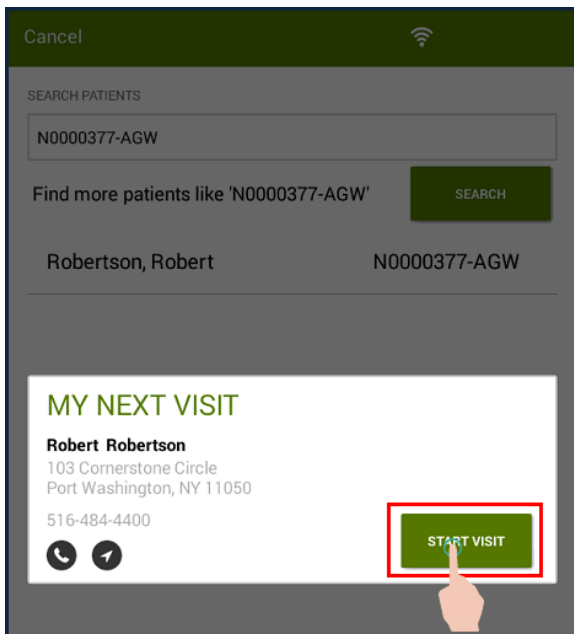 Cancel
SEARCH PATIENTS
N0000377-AGW
Find more patients like 'N0000377-AGW' SEARCH
Robertson, Robert N0000377-AGW
MY NEXT VISIT
Robert Robertson
103 Cornerstone Circle
Port Washington, NY 11050
516-484-4400
START VISIT